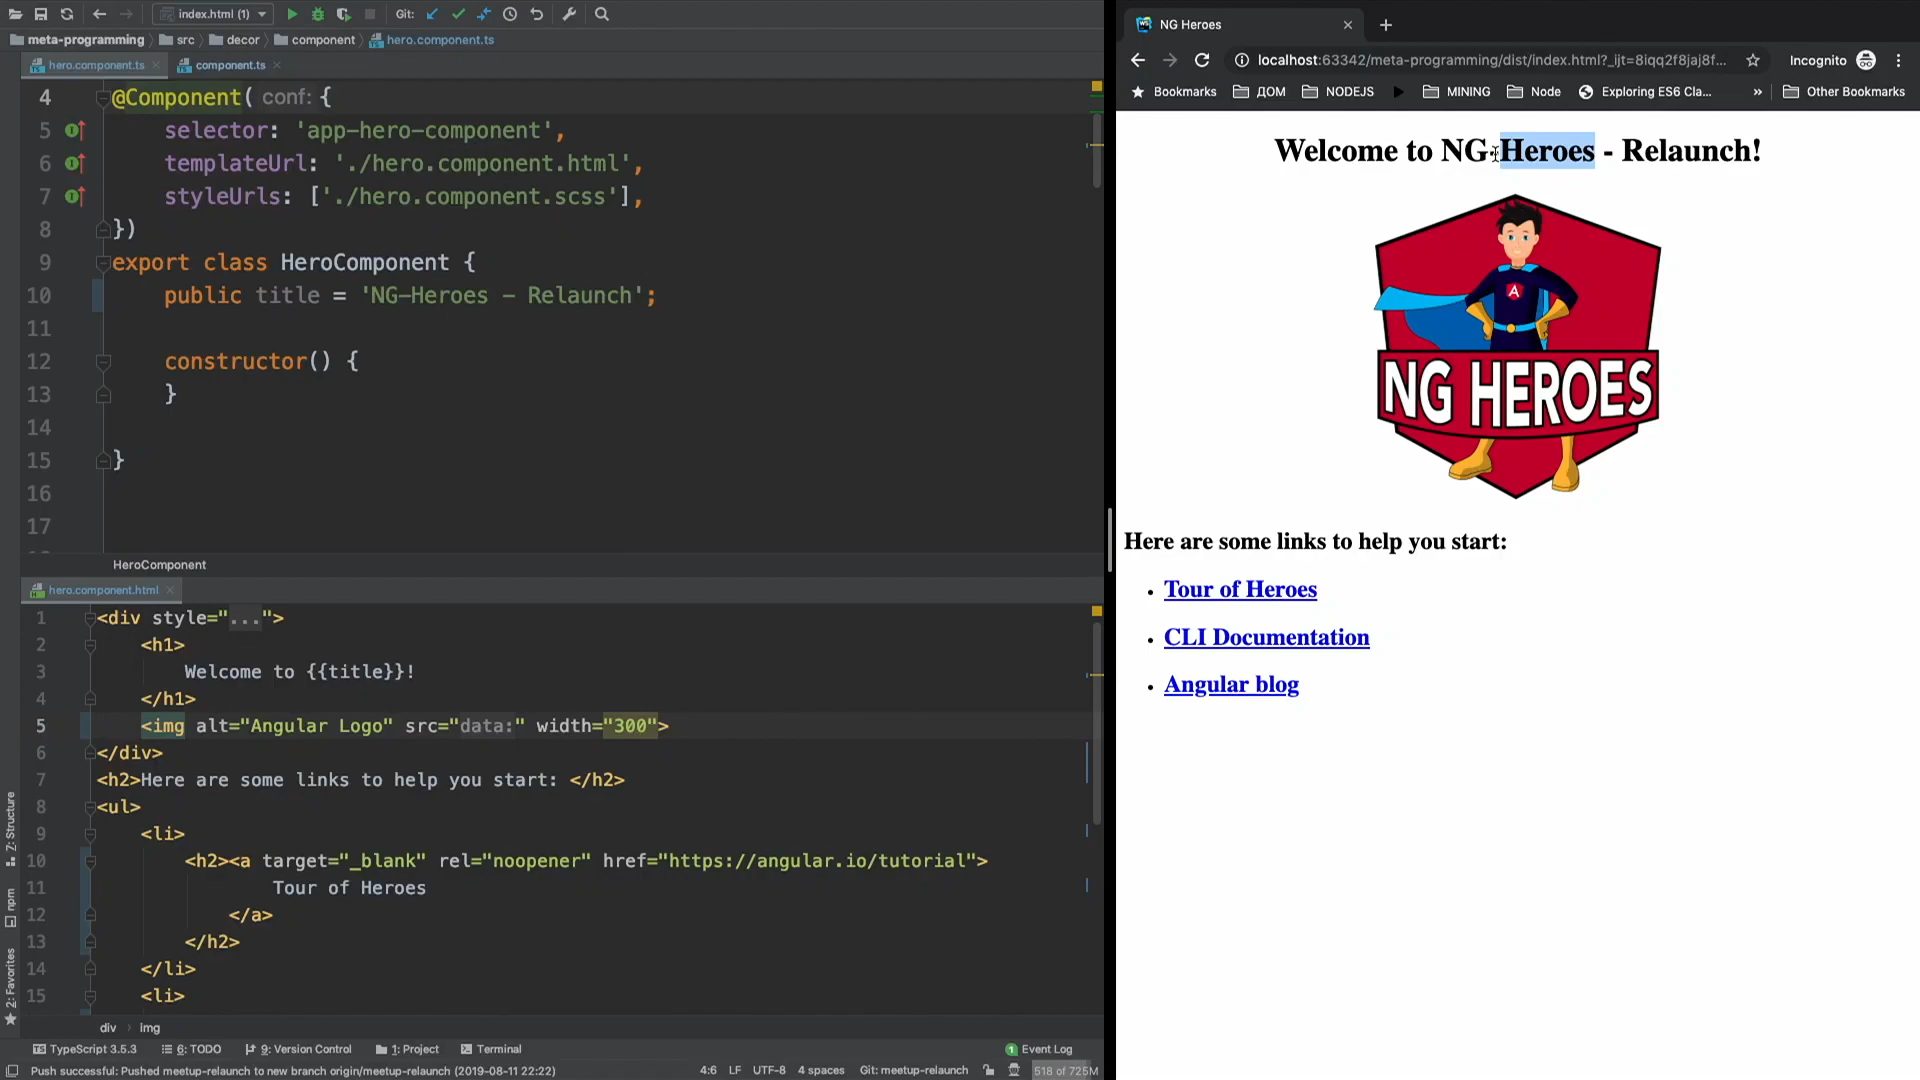 index.html (1)
Git:
meta-programming
src
decor
component
hero.component.ts
hero.component.ts
component.ts
4 @Component( conf: {
5 selector: 'app-hero-component',
6 templateUrl: './hero.component.html',
7 styleUrls: ['./hero.component.scss'],
8 })
9 export class HeroComponent {
10 public title = 'NG-Heroes - Relaunch';
11
12 constructor() {
13 }
14
15 }
16
17
HeroComponent
hero.component.html
1 <div style="...">
2 <h1>
3 Welcome to {{title}}!
4 </h1>
5 <img alt="Angular Logo" src="data:" width="300">
6 </div>
7 <h2>Here are some links to help you start: </h2>
8 <ul>
9 <li>
10 <h2><a target="_blank" rel="noopener" href="https://angular.io/tutorial">
11 Tour of Heroes
12 </a>
13 </h2>
14 </li>
15 <li>
div › img
Z: Structure
npm
2: Favorites
TypeScript 3.5.3
6: TODO
9: Version Control
1: Project
Terminal
1 Event Log
Push successful: Pushed meetup-relaunch to new branch origin/meetup-relaunch (2019-08-11 22:22)
4:6 LF UTF-8 4 spaces Git: meetup-relaunch
518 of 725M
NG Heroes
localhost:63342/meta-programming/dist/index.html?_ijt=8iqq2f8jaj8f...
Incognito
Bookmarks
ДОМ
NODEJS
MINING
Node
Exploring ES6 Cla...
»
Other Bookmarks
Welcome to NG-Heroes - Relaunch!
A
NG HEROES
Here are some links to help you start:
• Tour of Heroes
• CLI Documentation
• Angular blog